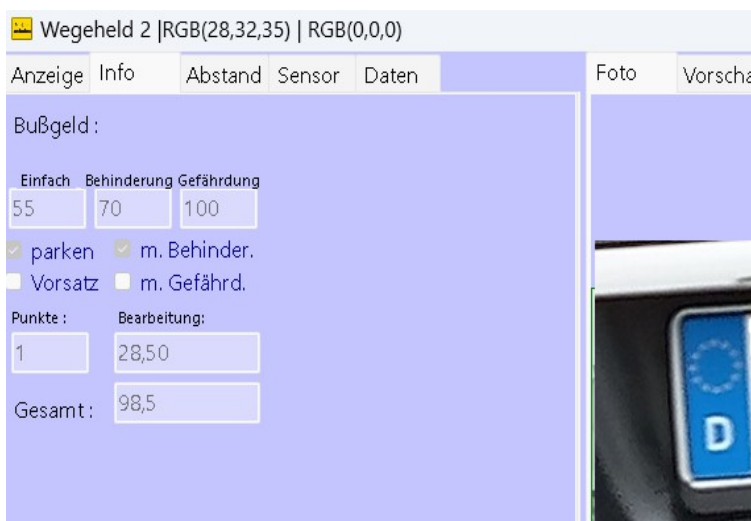 Wegeheld 2 |RGB(28,32,35) | RGB(0,0,0)
Anzeige Info Abstand Sensor Daten Foto
Bußgeld :
Einfach Behinderung Gefährdung
55 70 100
parken m. Behinder.
Vorsatz m. Gefährd.
Punkte : Bearbeitung:
1 28,50
Gesamt : 98,5
D